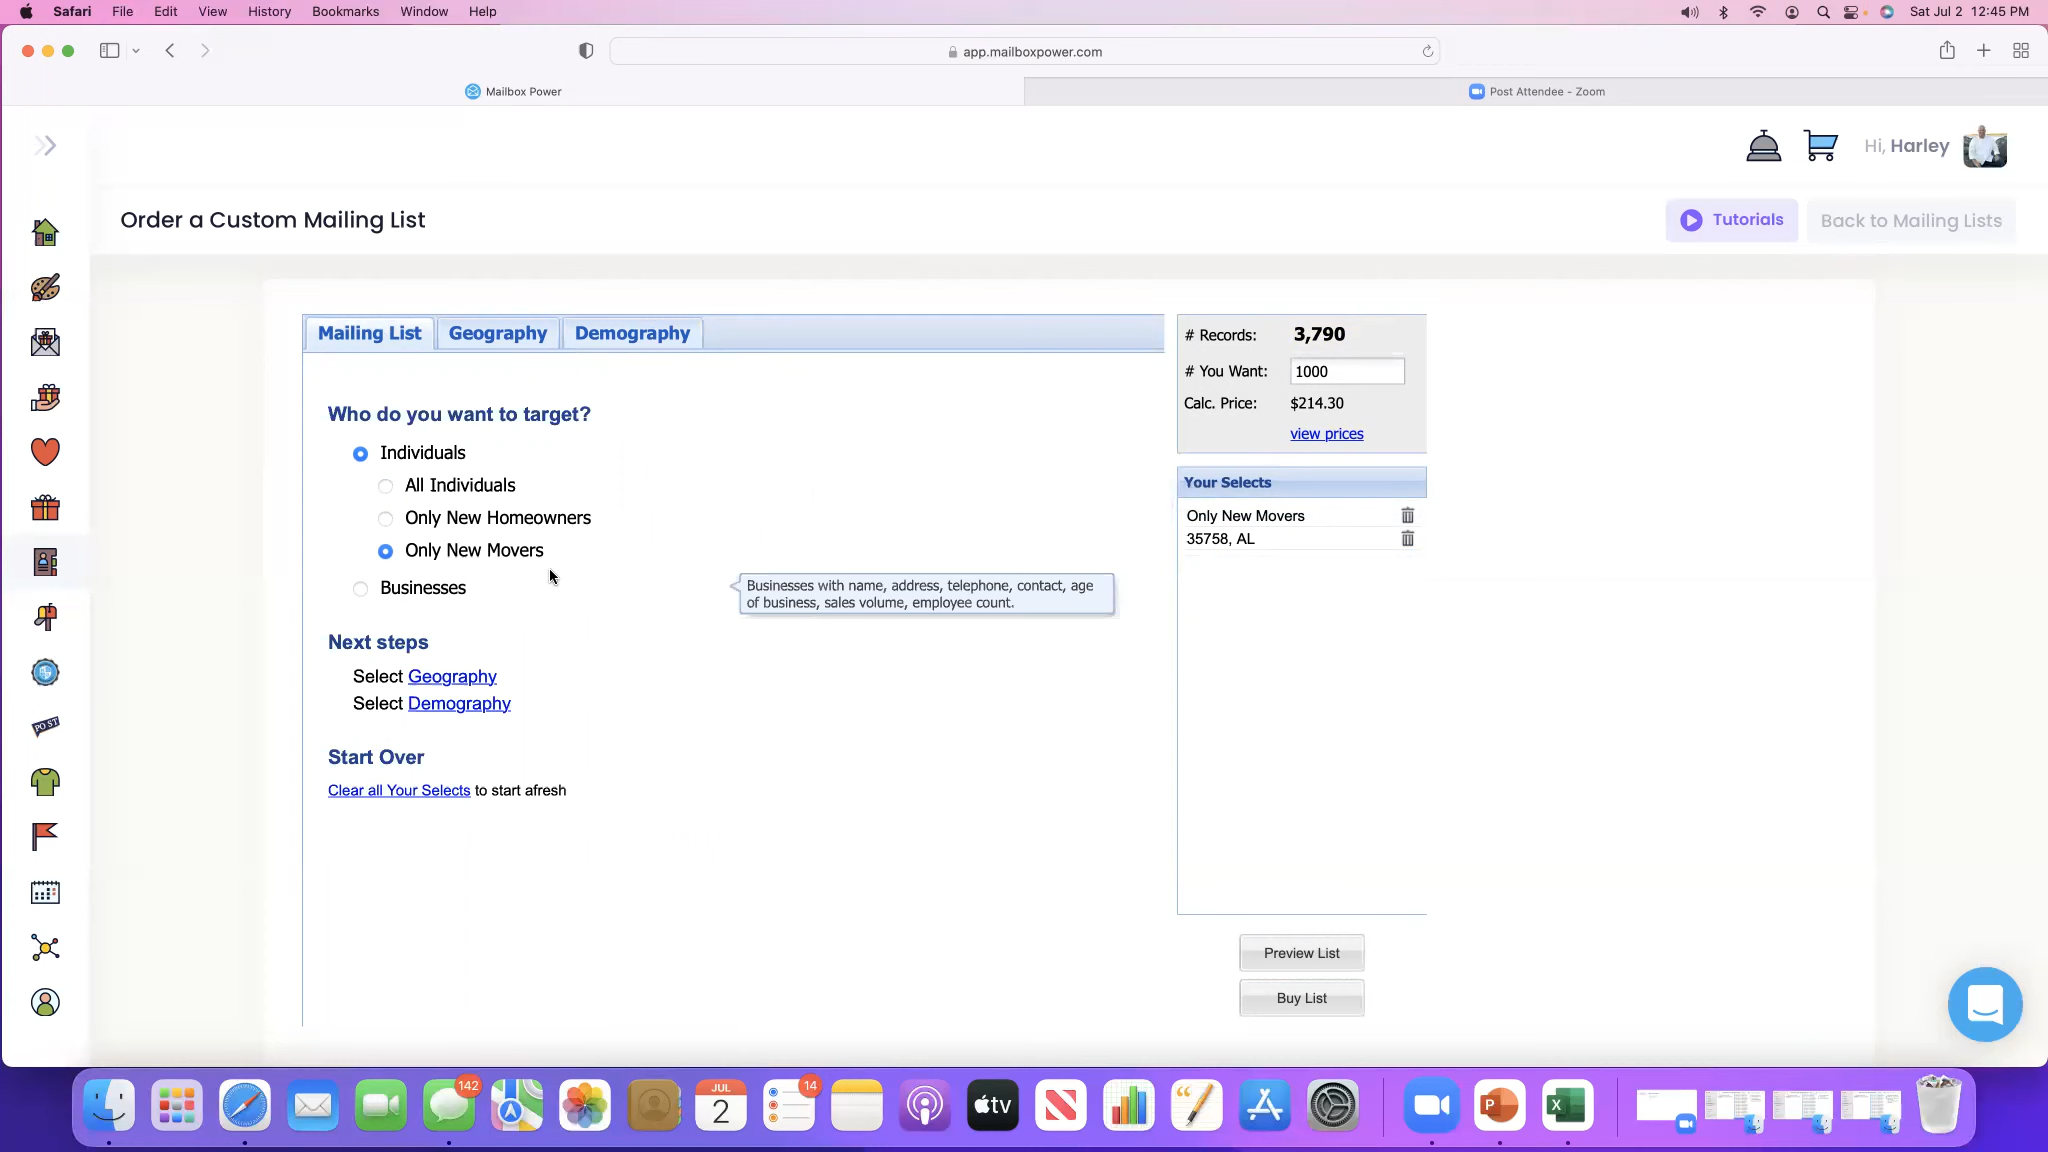 Safari File Edit View History Bookmarks Window Help
Sat Jul 2 12:45 PM
app.mailboxpower.com
Mailbox Power
Post Attendee - Zoom
Hi, Harley
Order a Custom Mailing List
Tutorials
Back to Mailing Lists
Mailing List Geography Demography
Who do you want to target?
Individuals
All Individuals
Only New Homeowners
Only New Movers
Businesses
Businesses with name, address, telephone, contact, age
of business, sales volume, employee count.
Next steps
Select Geography
Select Demography
Start Over
Clear all Your Selects to start afresh
# Records: 3,790
# You Want: 1000
Calc. Price: $214.30
view prices
Your Selects
Only New Movers
35758, AL
Preview List
Buy List
POST
142
JUL
2
14
tv
P
X